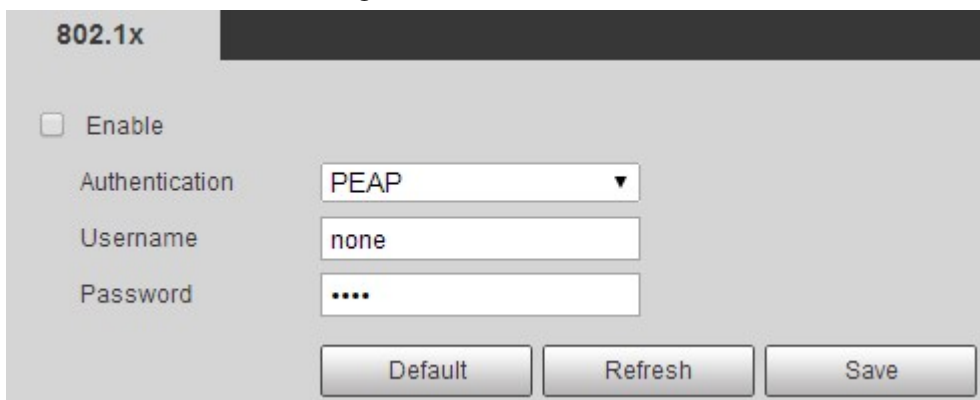 802.1x
Enable
Authentication PEAP
Username none
Password ••••
Default Refresh Save